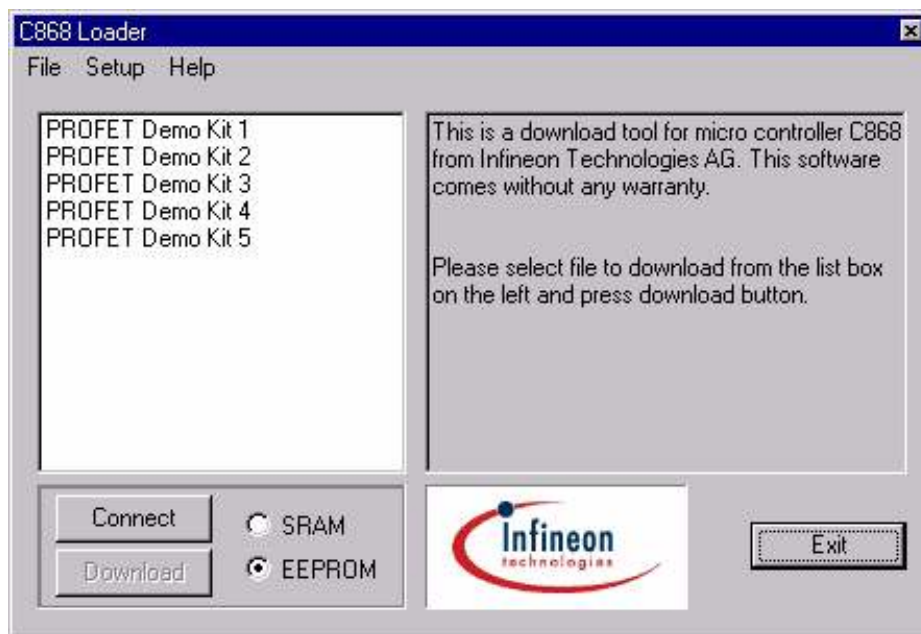 C868 Loader
File Setup Help
PROFET Demo Kit 1
PROFET Demo Kit 2
PROFET Demo Kit 3
PROFET Demo Kit 4
PROFET Demo Kit 5
This is a download tool for micro controller C868
from Infineon Technologies AG. This software
comes without any warranty.
Please select file to download from the list box
on the left and press download button.
Connect
Download
SRAM
EEPROM
Infineon
technologies
Exit